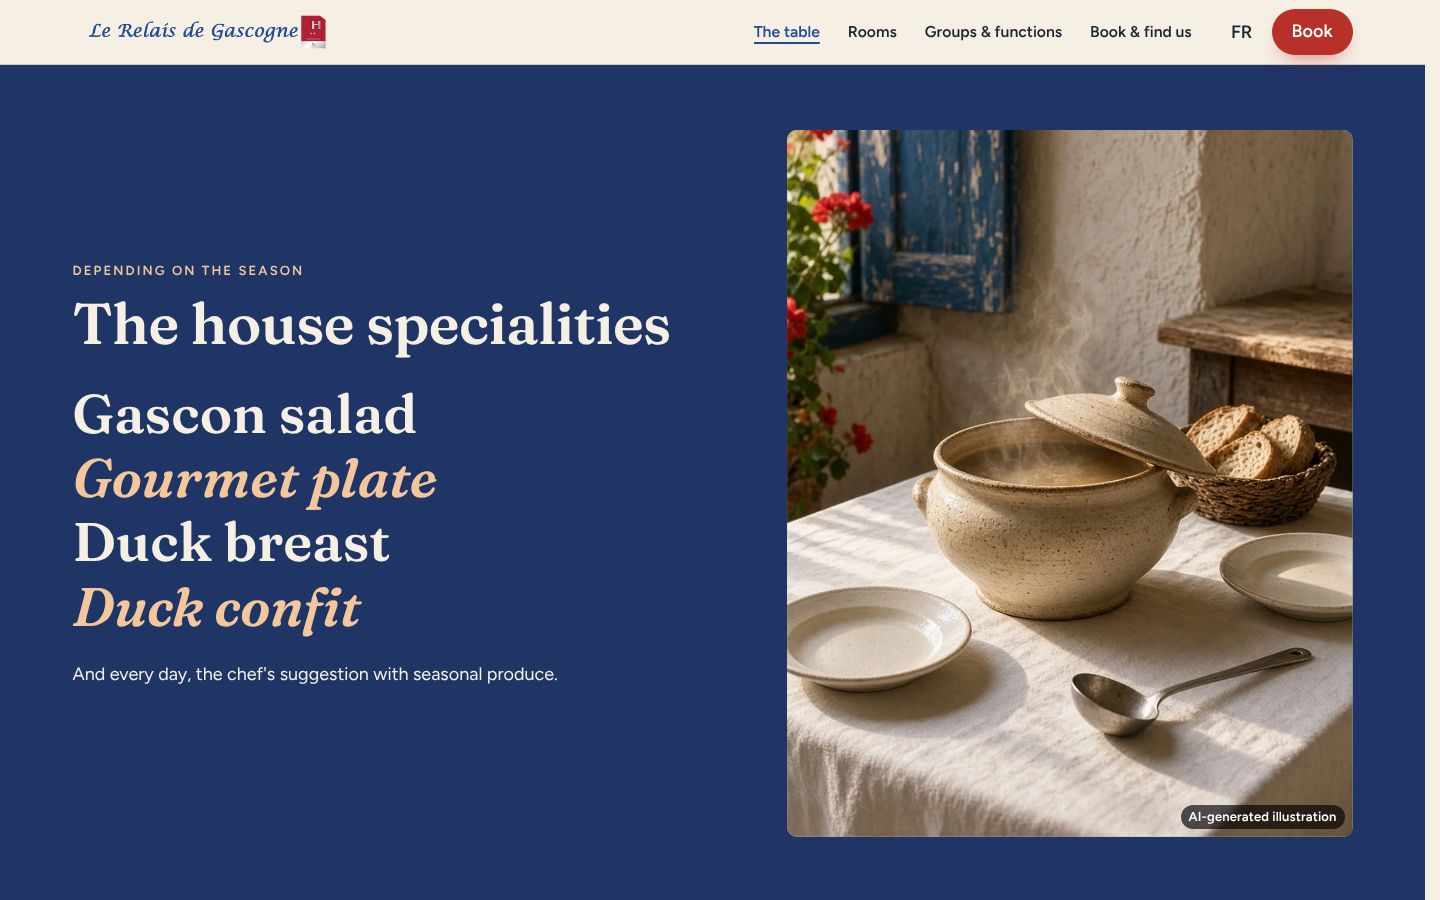 Le Relais de Gascogne
H
The table
Rooms
Groups & functions
Book & find us
FR
Book
DEPENDING ON THE SEASON
The house specialities
Gascon salad
Gourmet plate
Duck breast
Duck confit
And every day, the chef's suggestion with seasonal produce.
AI-generated illustration